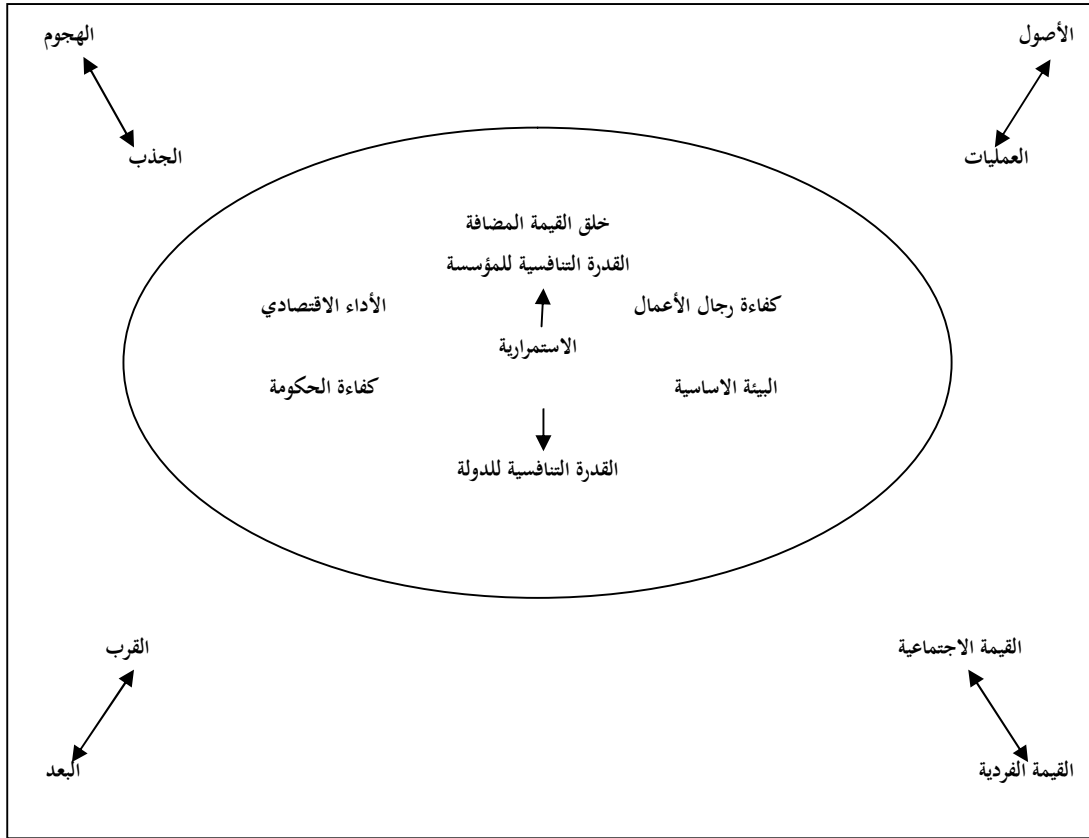 الأصول
الهجوم
العمليات
الجذب
خلق القيمة المضافة
القدرة التنافسية للمؤسسة
كفاءة رجال الأعمال
الأداء الاقتصادي
الاستمرارية
البيئة الاساسية
كفاءة الحكومة
القدرة التنافسية للدولة
القيمة الاجتماعية
القرب
القيمة الفردية
البعد